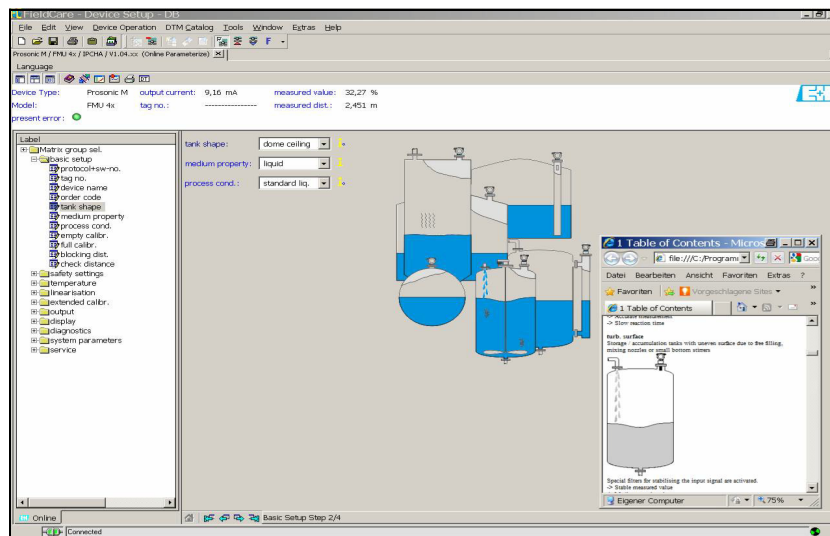 FieldCare - Device Setup - DB
File Edit View Device Operation DTM Catalog Tools Window Extras Help
F
Prosonic M / FMU 4x / IPCHA / V1.04.xx (Online Parameterize)
Language
Device Type: Prosonic M output current: 9,16 mA measured value: 32,27 %
Model: FMU 4x tag no.: ---------------- measured dist.: 2,451 m
present error:
Label
Matrix group sel.
basic setup
protocol+sw-no.
tag no.
device name
order code
tank shape
medium property
process cond.
empty calibr.
full calibr.
blocking dist.
check distance
safety settings
temperature
linearisation
extended calibr.
output
display
diagnostics
system parameters
service
tank shape: dome ceiling
medium property: liquid
process cond.: standard liq.
1 Table of Contents - Micros
file:///C:/Programi
Datei Bearbeiten Ansicht Favoriten Extras ?
Favoriten Vorgeschlagene Sites
1 Table of Contents
-> Accurate measurement
-> Slow reaction time
turb. surface
Storage / accumulation tanks with uneven surface due to free filling,
mixing nozzles or small bottom stirrers
Special filters for stabilising the input signal are activated.
-> Stable measured value
Eigener Computer 75%
Online
Basic Setup Step 2/4
Connected